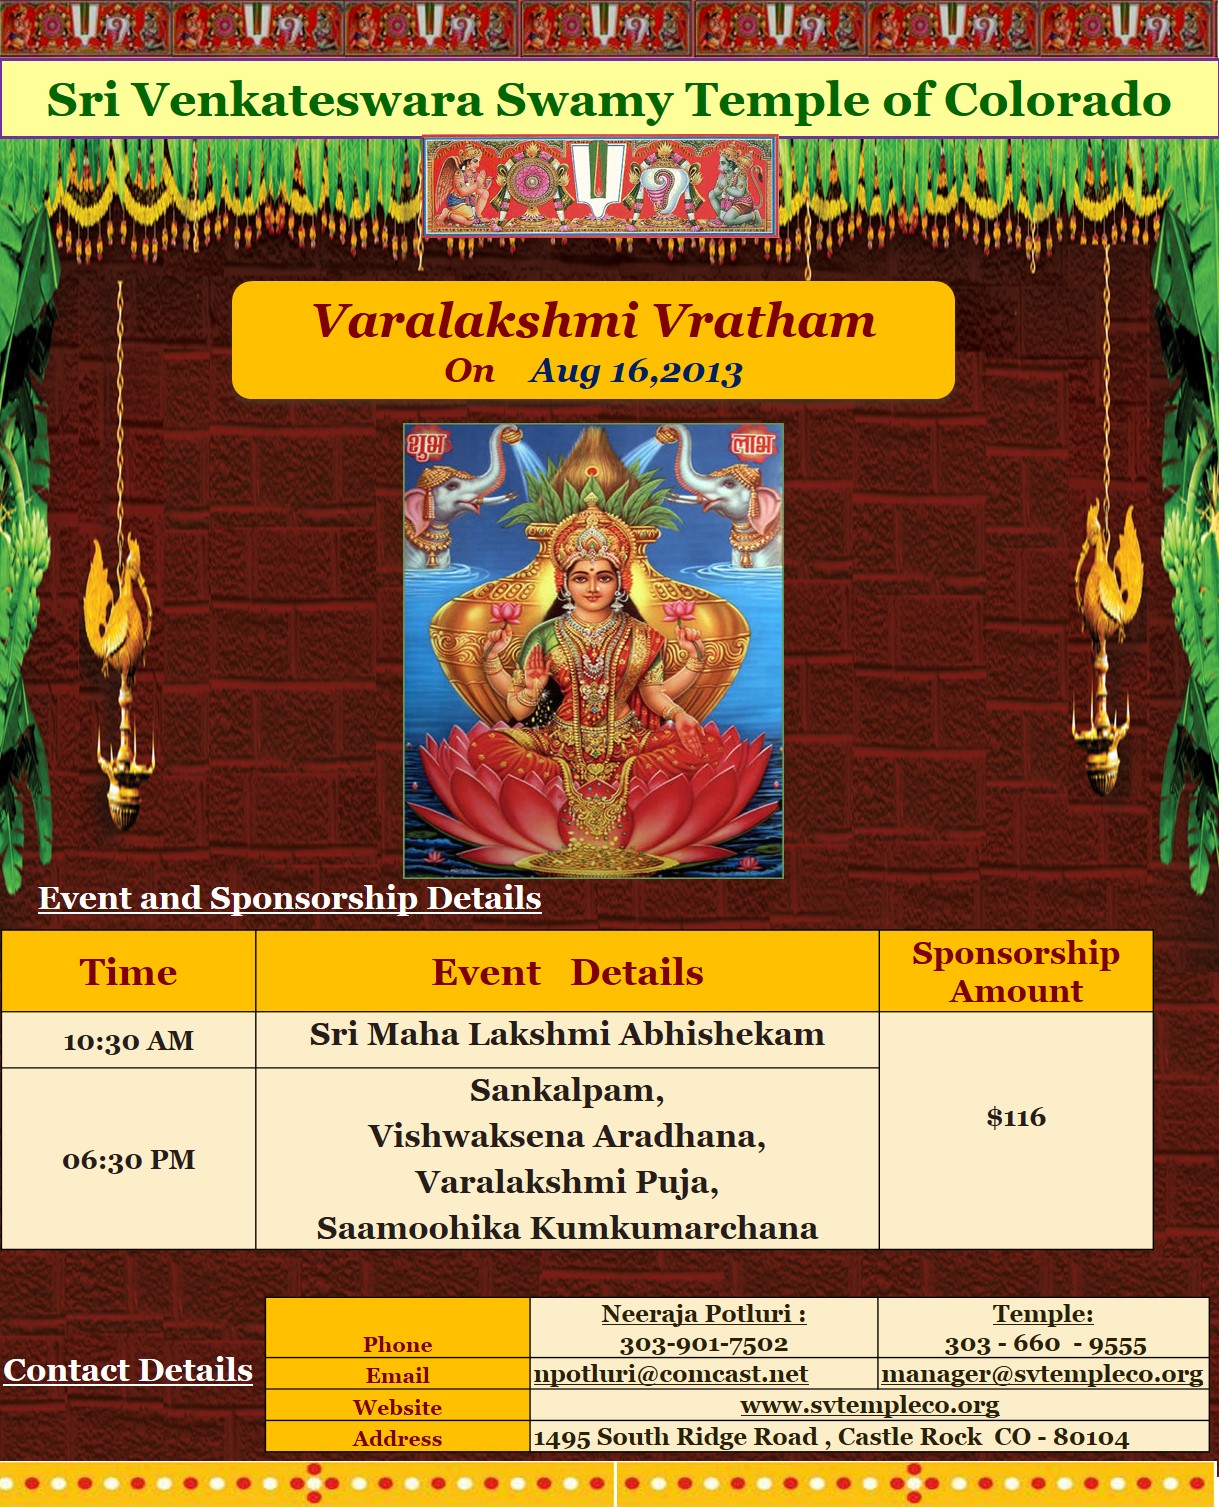 Sri Venkateswara Swamy Temple of Colorado
Varalakshmi Vratham
On Aug 16,2013
शुभ लाभ
Event and Sponsorship Details
Time Event Details Sponsorship Amount
10:30 AM Sri Maha Lakshmi Abhishekam
$116
06:30 PM Sankalpam,
Vishwaksena Aradhana,
Varalakshmi Puja,
Saamoohika Kumkumarchana
Contact Details
Phone Neeraja Potluri : 303-901-7502 Temple: 303 - 660 - 9555
Email npotluri@comcast.net manager@svtempleco.org
Website www.svtempleco.org
Address 1495 South Ridge Road , Castle Rock CO - 80104